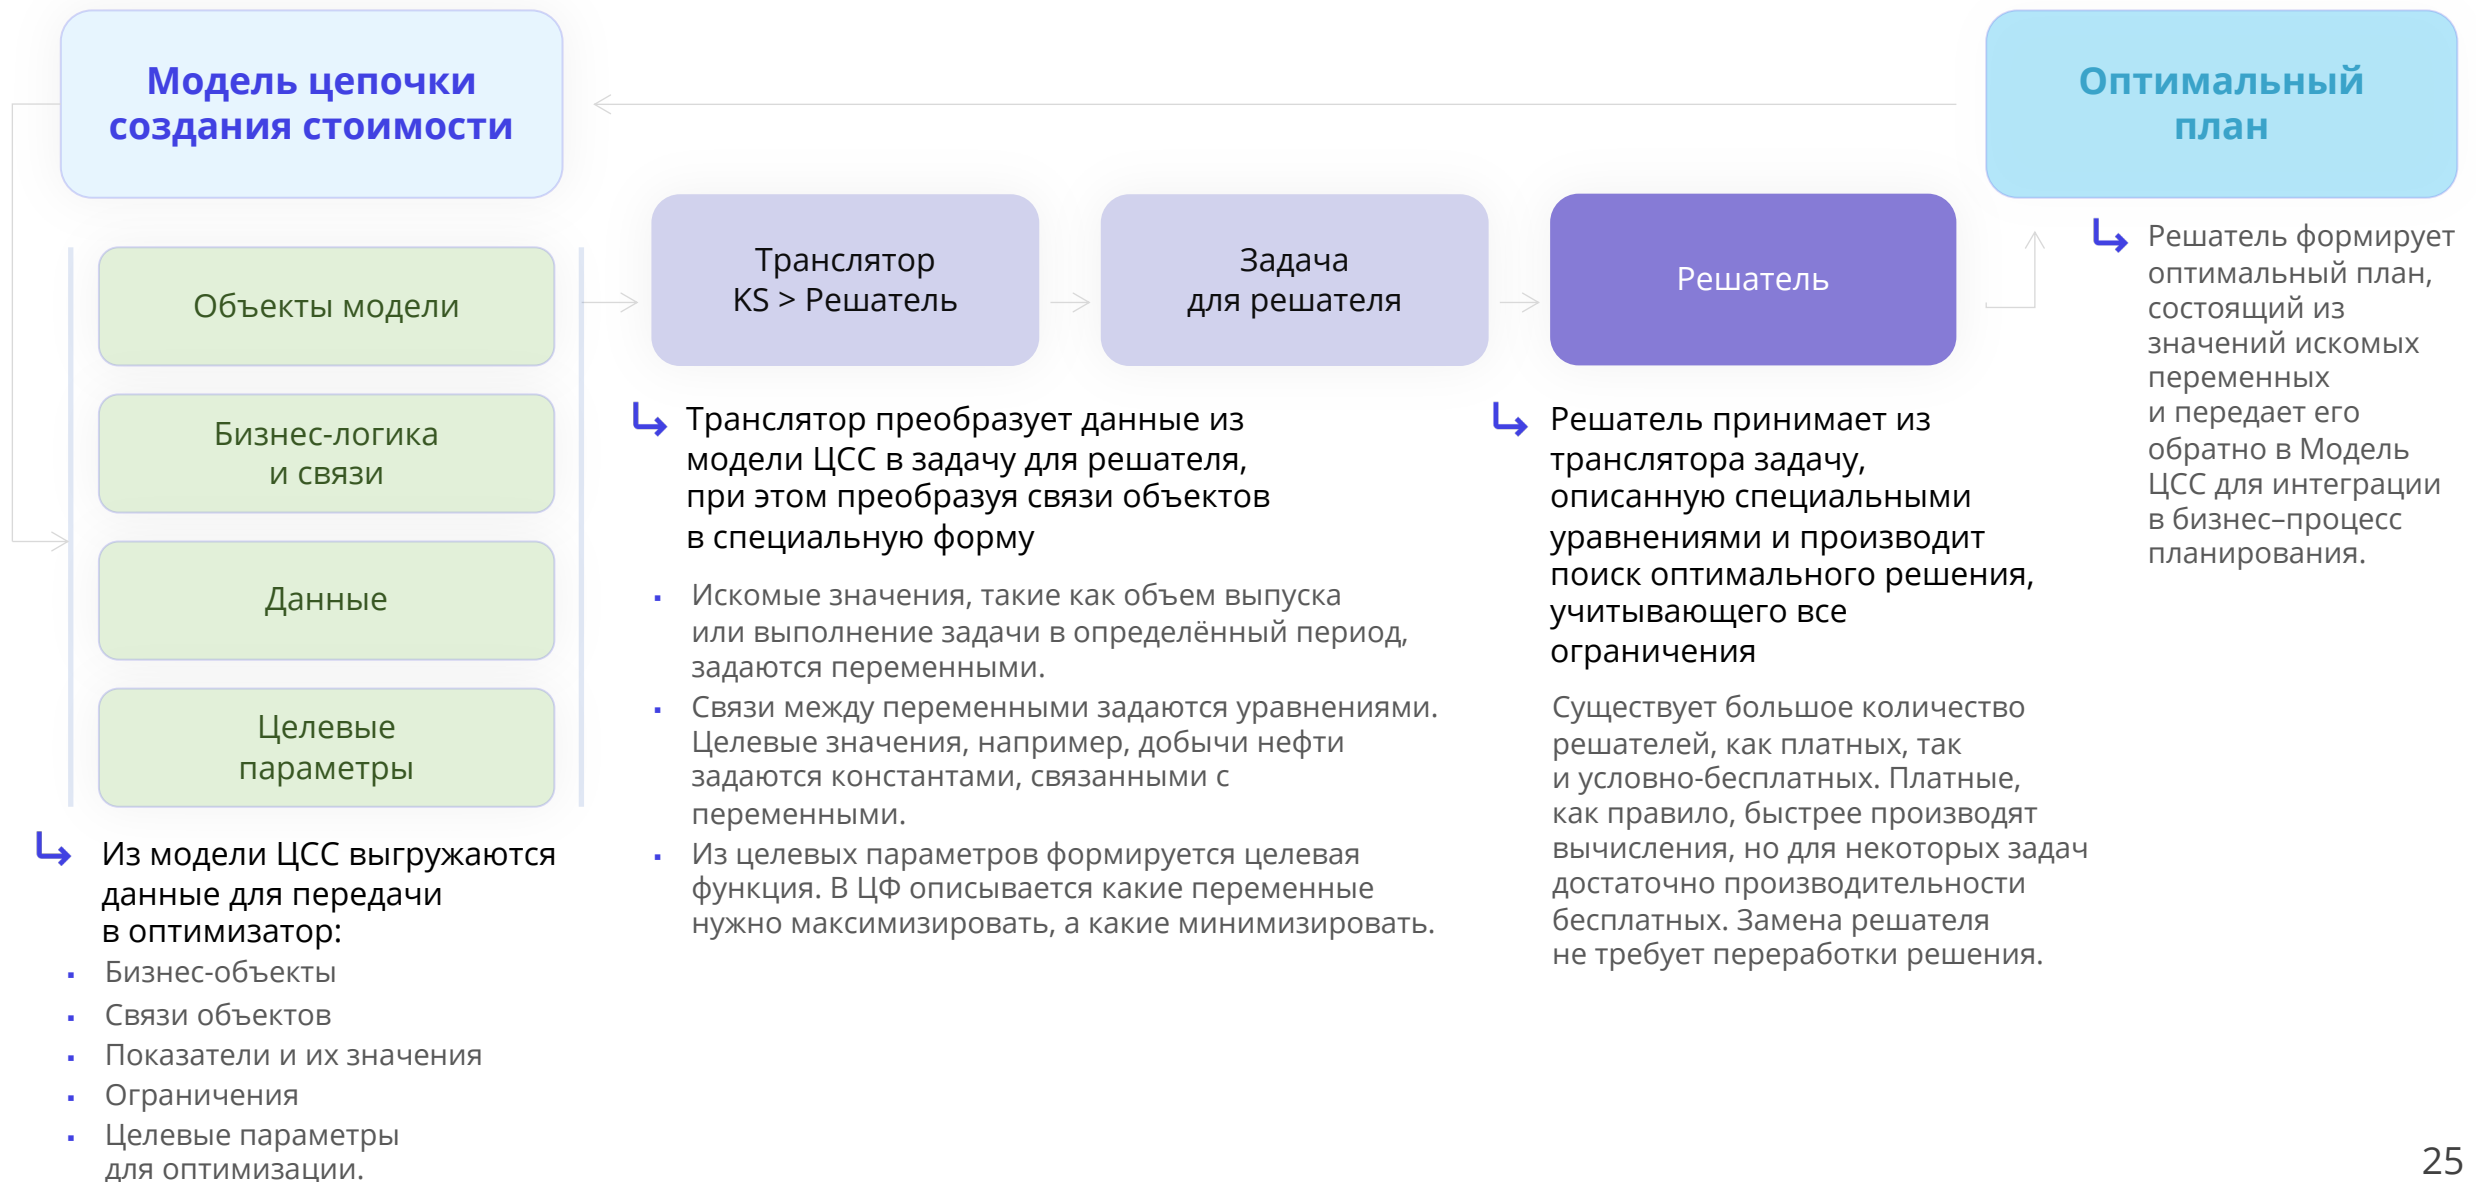 Модель цепочки
создания стоимости
Оптимальный
план
Объекты модели
Бизнес-логика
и связи
Данные
Целевые
параметры
Транслятор
KS > Решатель
Задача
для решателя
Решатель
Из модели ЦСС выгружаются
данные для передачи
в оптимизатор:
▪ Бизнес-объекты
▪ Связи объектов
▪ Показатели и их значения
▪ Ограничения
▪ Целевые параметры
для оптимизации.
Транслятор преобразует данные из
модели ЦСС в задачу для решателя,
при этом преобразуя связи объектов
в специальную форму
▪ Искомые значения, такие как объем выпуска
или выполнение задачи в определённый период,
задаются переменными.
▪ Связи между переменными задаются уравнениями.
Целевые значения, например, добычи нефти
задаются константами, связанными с
переменными.
▪ Из целевых параметров формируется целевая
функция. В ЦФ описывается какие переменные
нужно максимизировать, а какие минимизировать.
Решатель принимает из
транслятора задачу,
описанную специальными
уравнениями и производит
поиск оптимального решения,
учитывающего все
ограничения
Существует большое количество
решателей, как платных, так
и условно-бесплатных. Платные,
как правило, быстрее производят
вычисления, но для некоторых задач
достаточно производительности
бесплатных. Замена решателя
не требует переработки решения.
Решатель формирует
оптимальный план,
состоящий из
значений искомых
переменных
и передает его
обратно в Модель
ЦСС для интеграции
в бизнес–процесс
планирования.
25